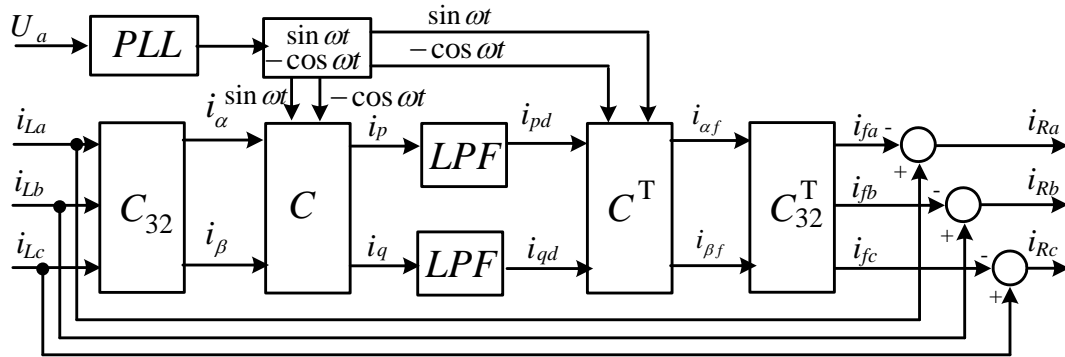 sin ωt
U_a
PLL
sin ωt
-cos ωt
-cos ωt
sin ωt
-cos ωt
i_La
i_α
i_p
i_pd
i_αf
i_fa
-
i_Ra
LPF
+
i_Lb
C_32
C
C^T
C_32^T
i_fb
-
i_Rb
+
i_Lc
i_β
i_q
i_qd
i_βf
i_fc
-
i_Rc
LPF
+